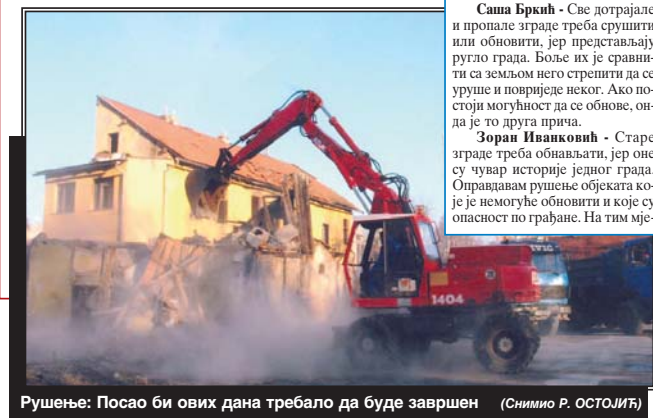 Саша Бркић - Све дотрајале
и пропале зграде треба срушити
или обновити, јер представљају
ругло града. Боље их је сравни-
ти са земљом него стрепити да се
уруше и повриједе неког. Ако по-
стоји могућност да се обнове, он-
да је то друга прича.
Зоран Иванковић - Старе
зграде треба обнављати, јер оне
су чувар историје једног града.
Оправдавам рушење објеката ко-
је је немогуће обновити и које су
опасност по грађане. На тим мје-
1404
Рушење: Посао би ових дана требало да буде завршен (Снимио Р. ОСТОЈИЋ)